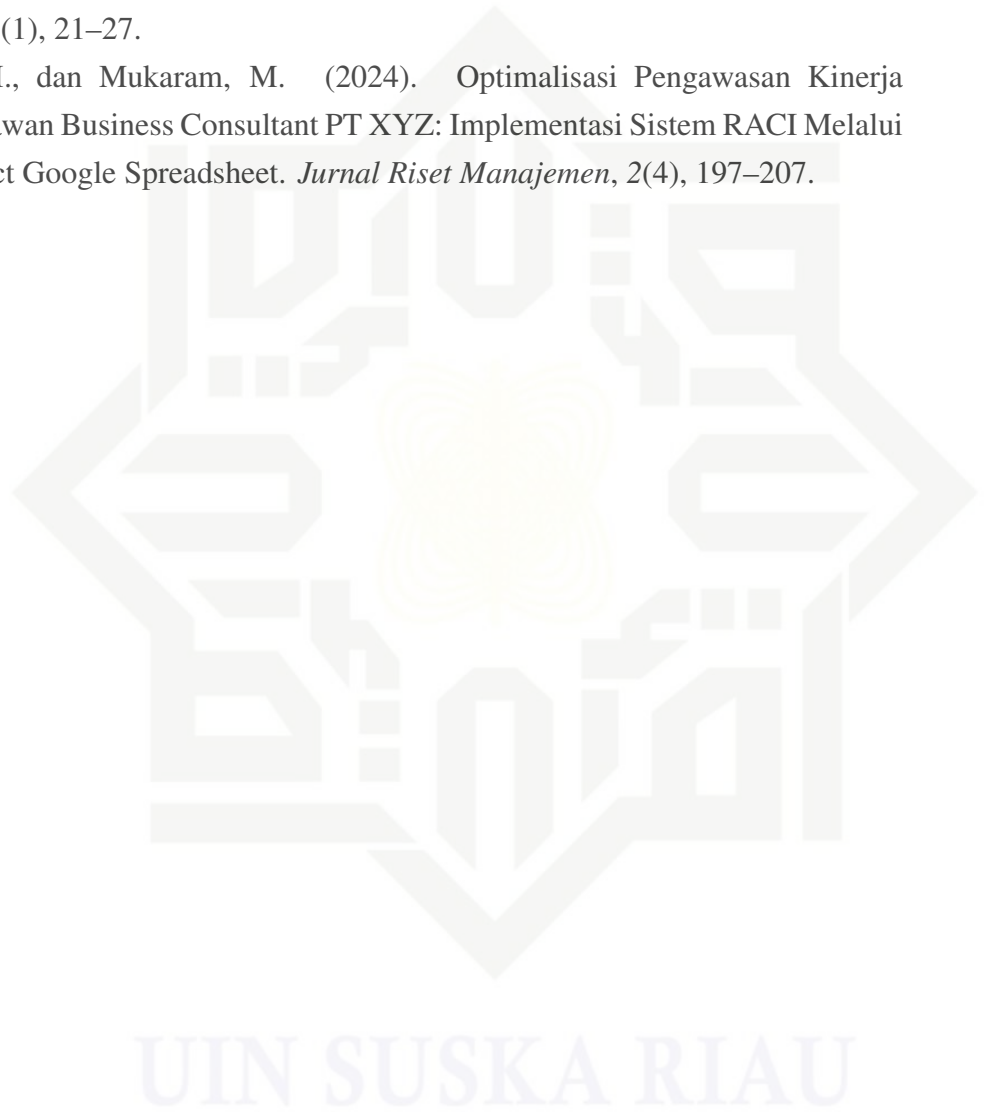 (1), 21–27.
I., dan Mukaram, M. (2024). Optimalisasi Pengawasan Kinerja
wan Business Consultant PT XYZ: Implementasi Sistem RACI Melalui
ct Google Spreadsheet. Jurnal Riset Manajemen, 2(4), 197–207.
UIN SUSKA RIAU